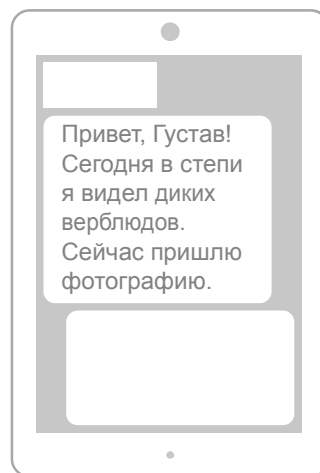 Привет, Густав!
Сегодня в степи
я видел диких
верблюдов.
Сейчас пришлю
фотографию.